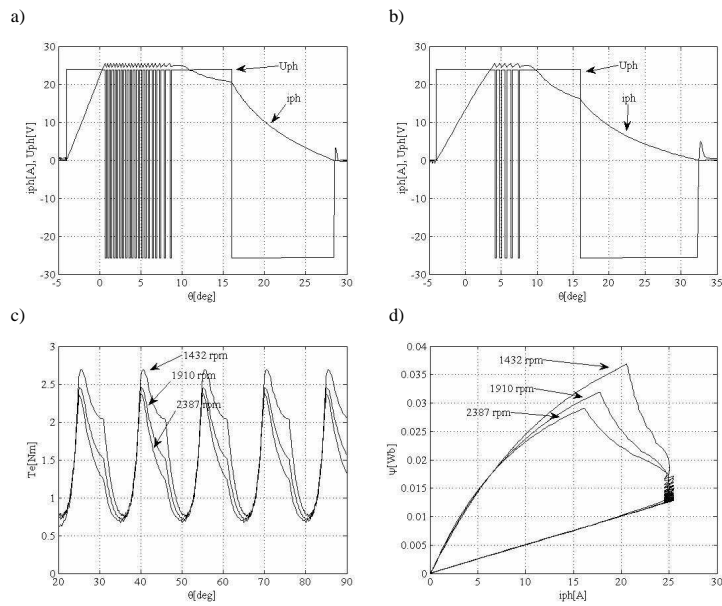 a)
30
20
10
0
-10
-20
-30
iph[A], Uph[V]
Uph
iph
-5 0 5 10 15 20 25 30
θ[deg]
b)
30
20
10
0
-10
-20
-30
iph[A], Uph[V]
Uph
iph
-5 0 5 10 15 20 25 30 35
θ[deg]
c)
3
2.5
2
1.5
1
0.5
0
Te[Nm]
1432 rpm
1910 rpm
2387 rpm
20 30 40 50 60 70 80 90
θ[deg]
d)
0.04
0.035
0.03
0.025
0.02
0.015
0.01
0.005
0
ψ[Wb]
1432 rpm
1910 rpm
2387 rpm
0 5 10 15 20 25 30
iph[A]